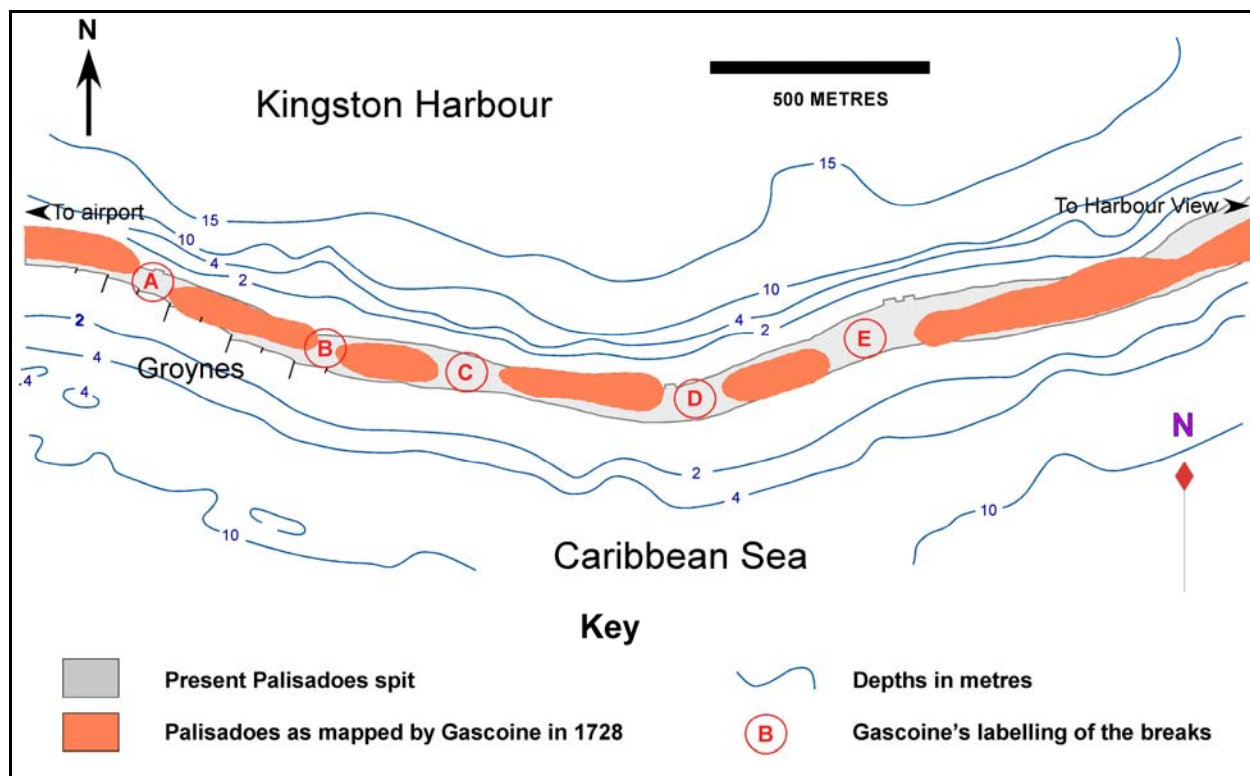 N
Kingston Harbour
500 METRES
15
15
To airport
To Harbour View
15
10
4
2
10
4
2
A
B
C
D
E
2
4
.4
4
Groynes
2
4
10
10
N
Caribbean Sea
Key
Present Palisadoes spit
Depths in metres
Palisadoes as mapped by Gascoine in 1728
B
Gascoine's labelling of the breaks